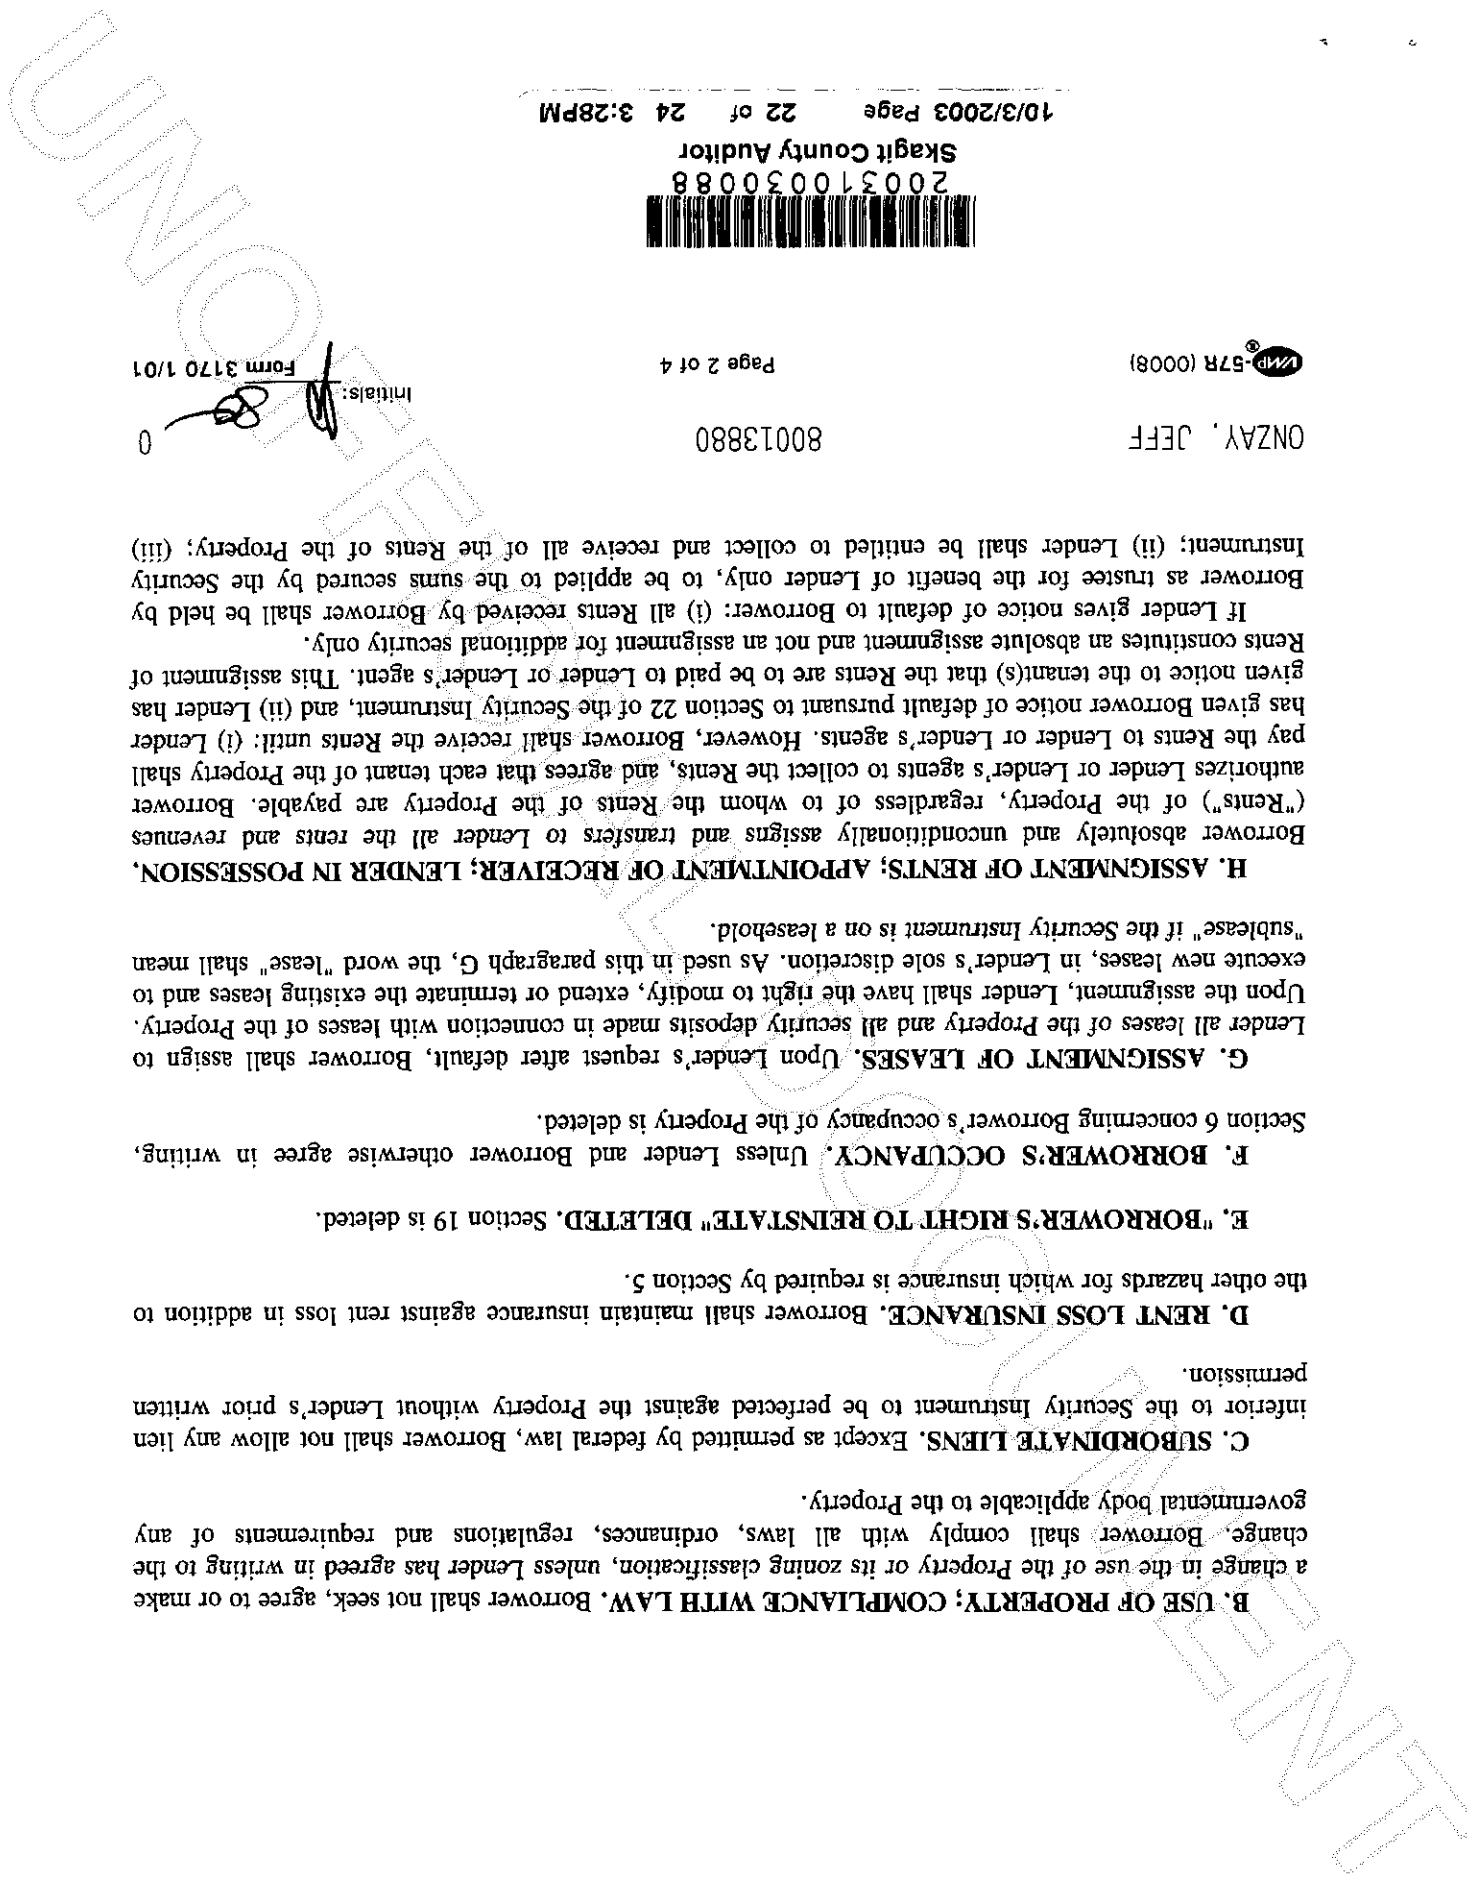 B. USE OF PROPERTY; COMPLIANCE WITH LAW. Borrower shall not seek, agree to or make
a change in the use of the Property or its zoning classification, unless Lender has agreed in writing to the
change. Borrower shall comply with all laws, ordinances, regulations and requirements of any
governmental body applicable to the Property.
C. SUBORDINATE LIENS. Except as permitted by federal law, Borrower shall not allow any lien
inferior to the Security Instrument to be perfected against the Property without Lender's prior written
permission.
D. RENT LOSS INSURANCE. Borrower shall maintain insurance against rent loss in addition to
the other hazards for which insurance is required by Section 5.
E. "BORROWER'S RIGHT TO REINSTATE" DELETED. Section 19 is deleted.
F. BORROWER'S OCCUPANCY. Unless Lender and Borrower otherwise agree in writing,
Section 6 concerning Borrower's occupancy of the Property is deleted.
G. ASSIGNMENT OF LEASES. Upon Lender's request after default, Borrower shall assign to
Lender all leases of the Property and all security deposits made in connection with leases of the Property.
Upon the assignment, Lender shall have the right to modify, extend or terminate the existing leases and to
execute new leases, in Lender's sole discretion. As used in this paragraph G, the word "lease" shall mean
"sublease" if the Security Instrument is on a leasehold.
H. ASSIGNMENT OF RENTS; APPOINTMENT OF RECEIVER; LENDER IN POSSESSION.
Borrower absolutely and unconditionally assigns and transfers to Lender all the rents and revenues
("Rents") of the Property, regardless of to whom the Rents of the Property are payable. Borrower
authorizes Lender or Lender's agents to collect the Rents, and agrees that each tenant of the Property shall
pay the Rents to Lender or Lender's agents. However, Borrower shall receive the Rents until: (i) Lender
has given Borrower notice of default pursuant to Section 22 of the Security Instrument, and (ii) Lender has
given notice to the tenant(s) that the Rents are to be paid to Lender or Lender's agent. This assignment of
Rents constitutes an absolute assignment and not an assignment for additional security only.
If Lender gives notice of default to Borrower: (i) all Rents received by Borrower shall be held by
Borrower as trustee for the benefit of Lender only, to be applied to the sums secured by the Security
Instrument; (ii) Lender shall be entitled to collect and receive all of the Rents of the Property; (iii)
ONZAY, JEFF 80013880 0
Initials:
VMP-57R (0008) Page 2 of 4 Form 3170 1/01
200310030088
Skagit County Auditor
10/3/2003 Page 22 of 24 3:28PM
UNOFFICIAL DOCUMENT